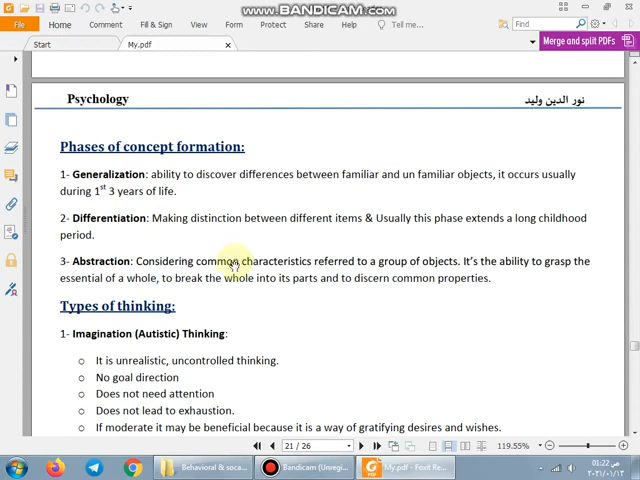 www.BANDICAM.com
File Home Comment Fill & Sign View Form Protect Share Help Tell me... Find
Start My.pdf Merge and split PDFs
Psychology نور الدين وليد
Phases of concept formation:
1- Generalization: ability to discover differences between familiar and un familiar objects, it occurs usually
during 1st 3 years of life.
2- Differentiation: Making distinction between different items & Usually this phase extends a long childhood
period.
3- Abstraction: Considering common characteristics referred to a group of objects. It's the ability to grasp the
essential of a whole, to break the whole into its parts and to discern common properties.
Types of thinking:
1- Imagination (Autistic) Thinking:
o It is unrealistic, uncontrolled thinking.
o No goal direction
o Does not need attention
o Does not lead to exhaustion.
o If moderate it may be beneficial because it is a way of gratifying desires and wishes.
21 / 26 119.55%
Behavioral & soca... Bandicam (Unregi... My.pdf - Foxit Re... 01:22 ص